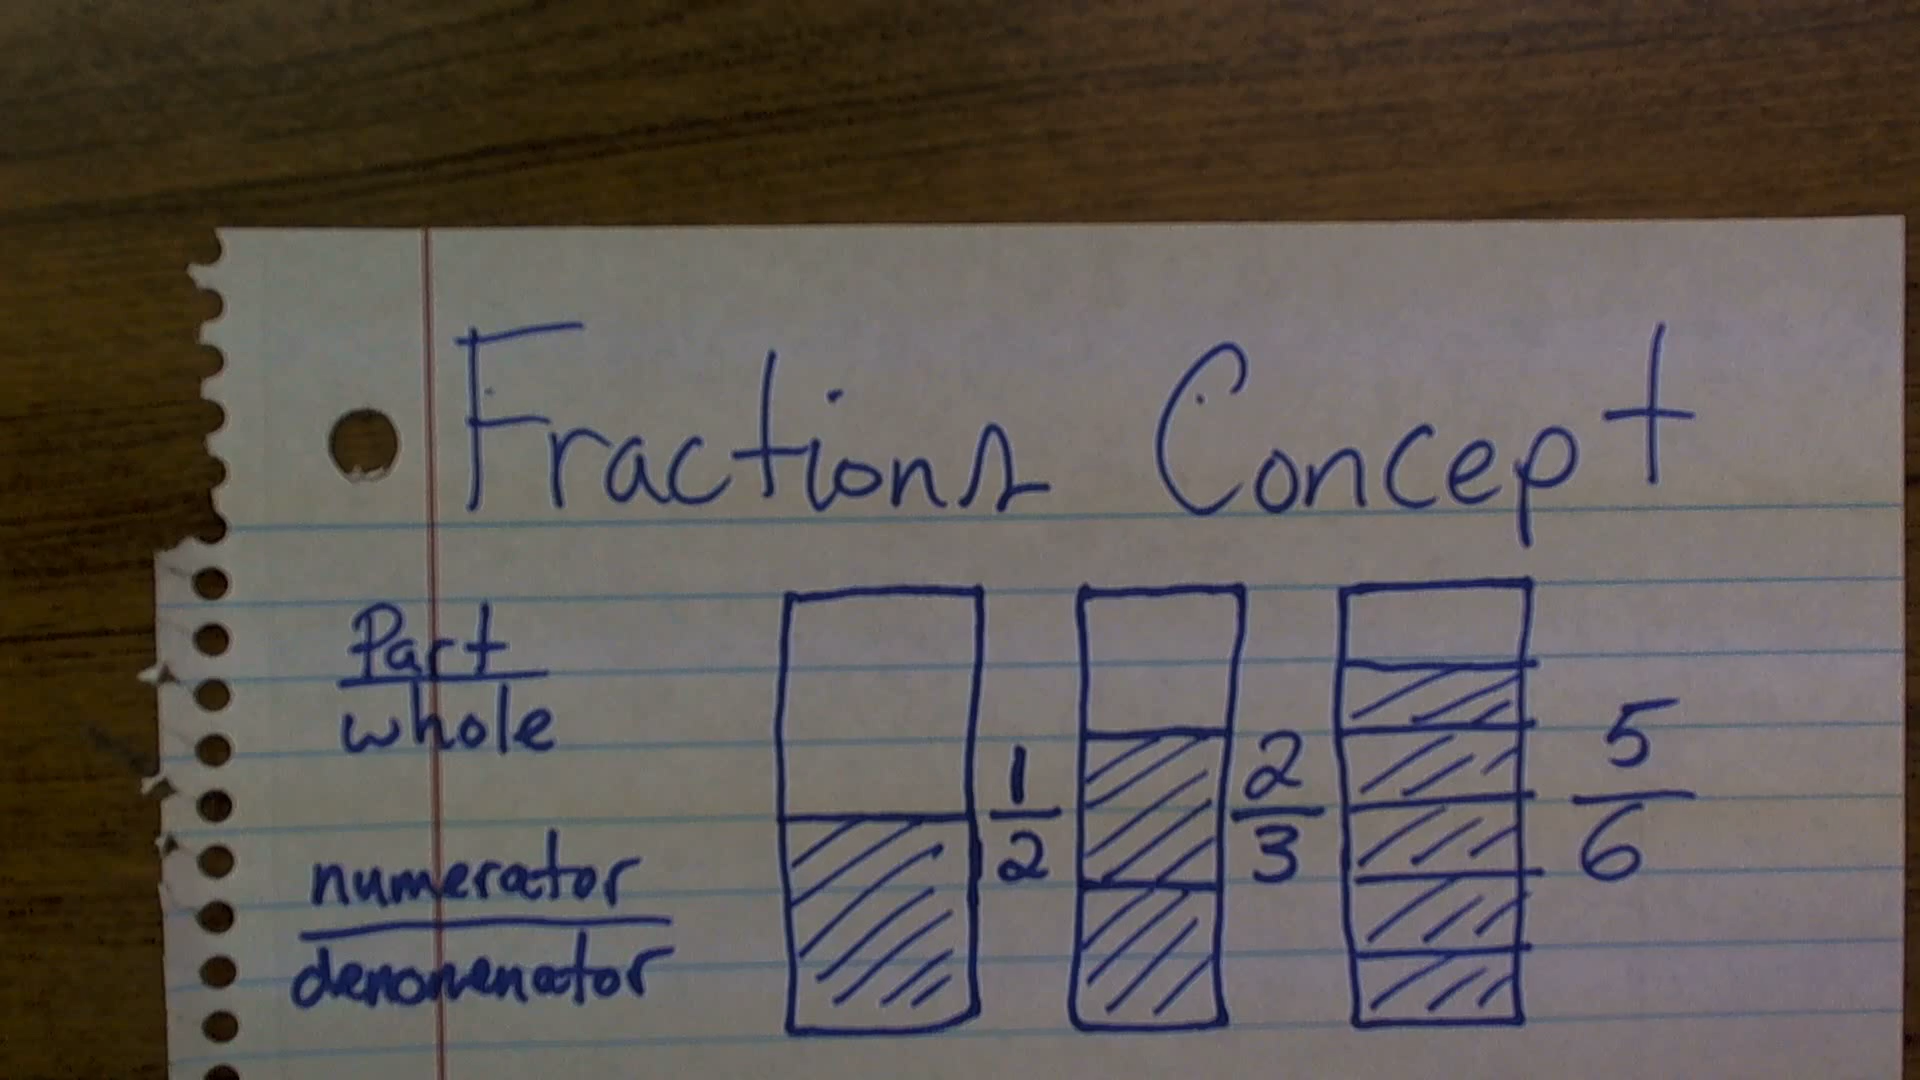 Fractions Concept
Part
whole
numerator
denomenator
1
2
2
3
5
6